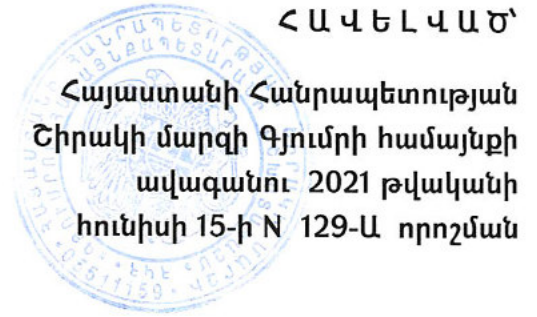 ՀԱՎԵԼՎԱԾ՝
Հայաստանի Հանրապետության
Շիրակի մարզի Գյումրի համայնքի
ավագանու 2021 թվականի
հունիսի 15-ի N 129-Ա որոշման